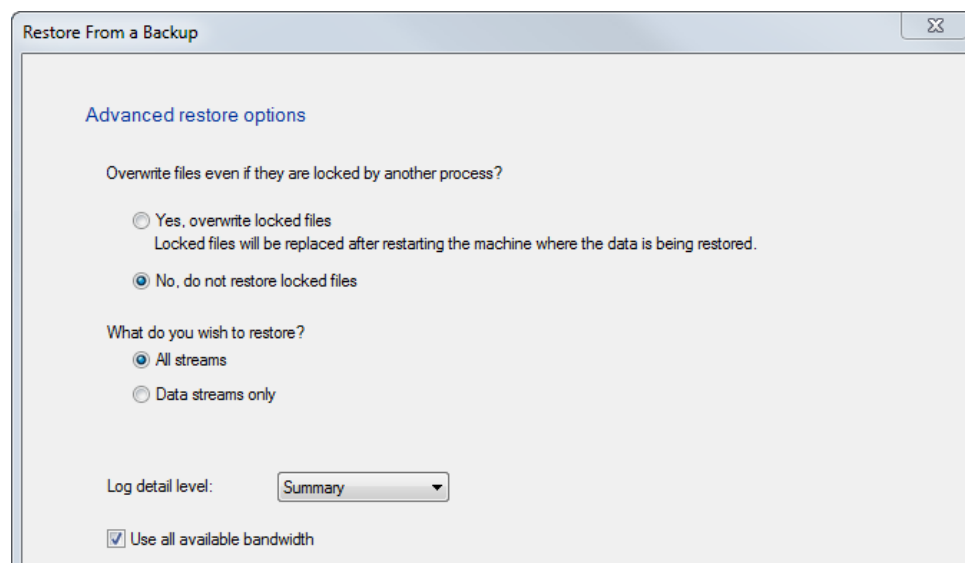 Restore From a Backup
Advanced restore options
Overwrite files even if they are locked by another process?
Yes, overwrite locked files
Locked files will be replaced after restarting the machine where the data is being restored.
No, do not restore locked files
What do you wish to restore?
All streams
Data streams only
Log detail level: Summary
Use all available bandwidth